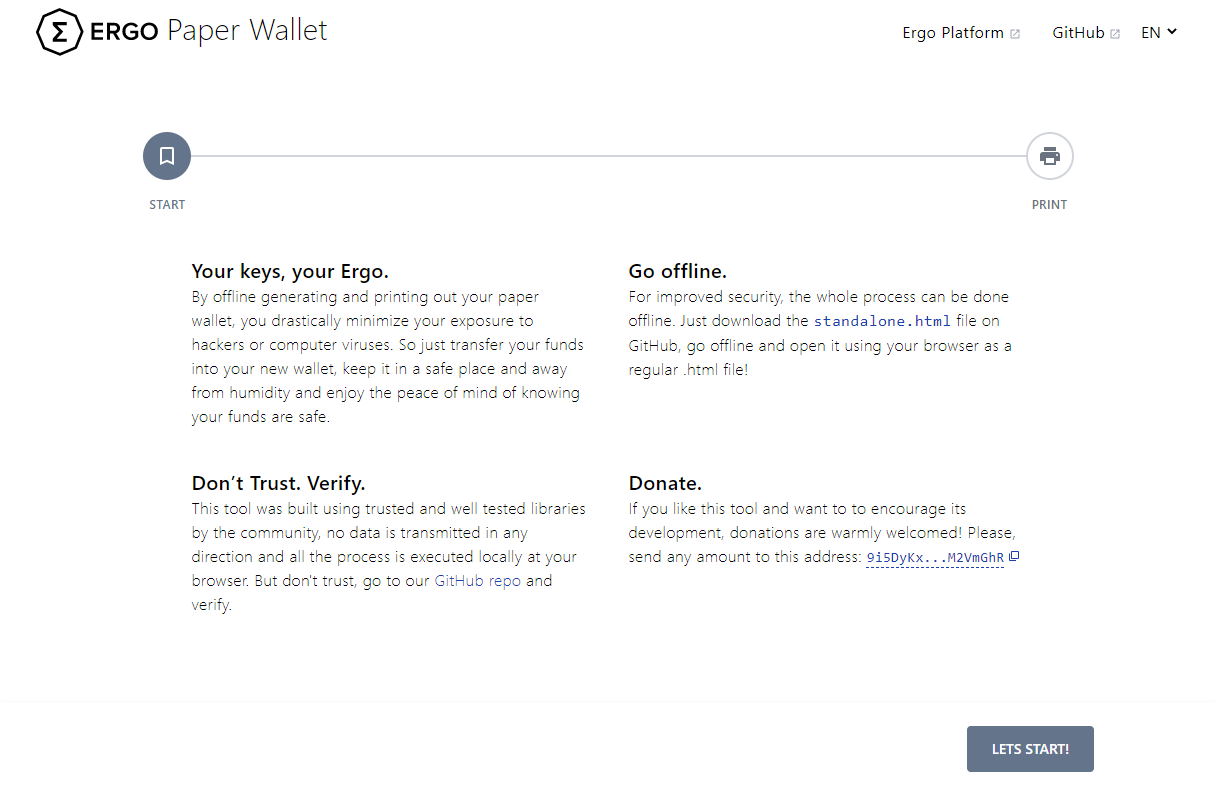 ERGO Paper Wallet
Ergo Platform
GitHub
EN
START
PRINT
Your keys, your Ergo.
By offline generating and printing out your paper
wallet, you drastically minimize your exposure to
hackers or computer viruses. So just transfer your funds
into your new wallet, keep it in a safe place and away
from humidity and enjoy the peace of mind of knowing
your funds are safe.
Go offline.
For improved security, the whole process can be done
offline. Just download the standalone.html file on
GitHub, go offline and open it using your browser as a
regular .html file!
Don’t Trust. Verify.
This tool was built using trusted and well tested libraries
by the community, no data is transmitted in any
direction and all the process is executed locally at your
browser. But don't trust, go to our GitHub repo and
verify.
Donate.
If you like this tool and want to to encourage its
development, donations are warmly welcomed! Please,
send any amount to this address: 9i5DyKx...M2VmGhR
LETS START!